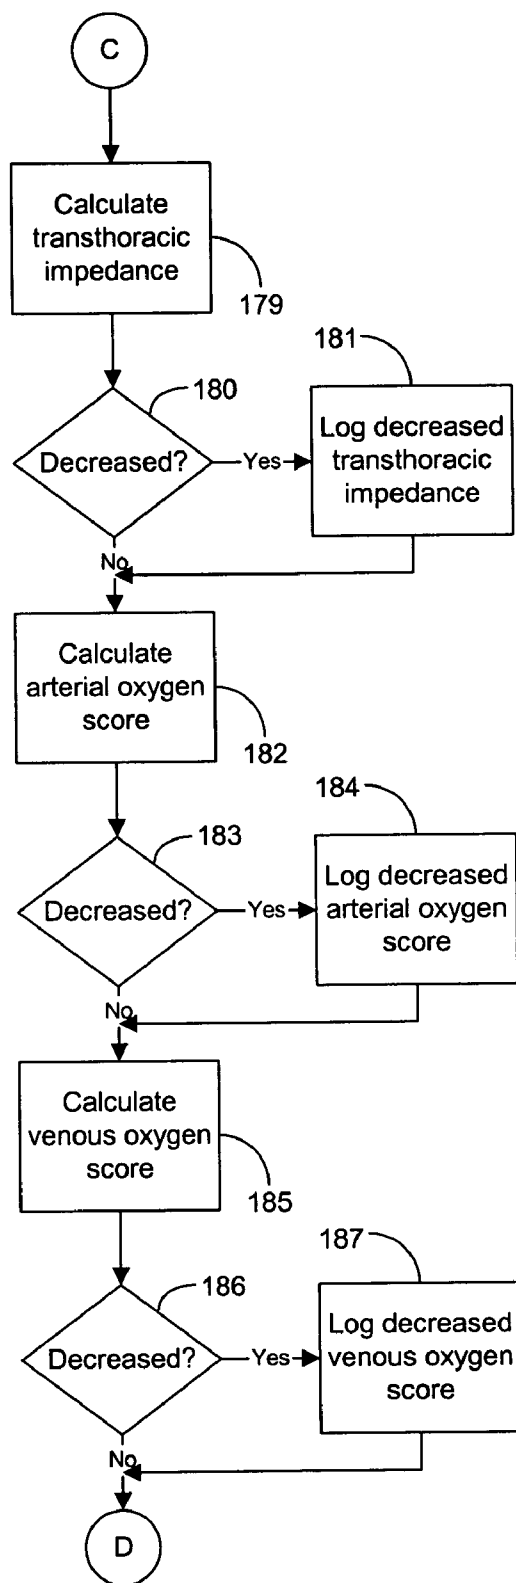 C
Calculate
transthoracic
impedance
179
180
181
Decreased?
Yes
Log decreased
transthoracic
impedance
No
Calculate
arterial oxygen
score
182
183
184
Decreased?
Yes
Log decreased
arterial oxygen
score
No
Calculate
venous oxygen
score
185
186
187
Decreased?
Yes
Log decreased
venous oxygen
score
No
D